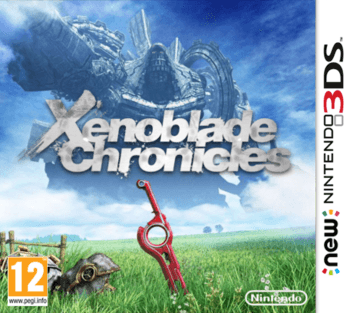 Xenoblade
Chronicles
12
www.pegi.info
Nintendo
new NINTENDO 3DS